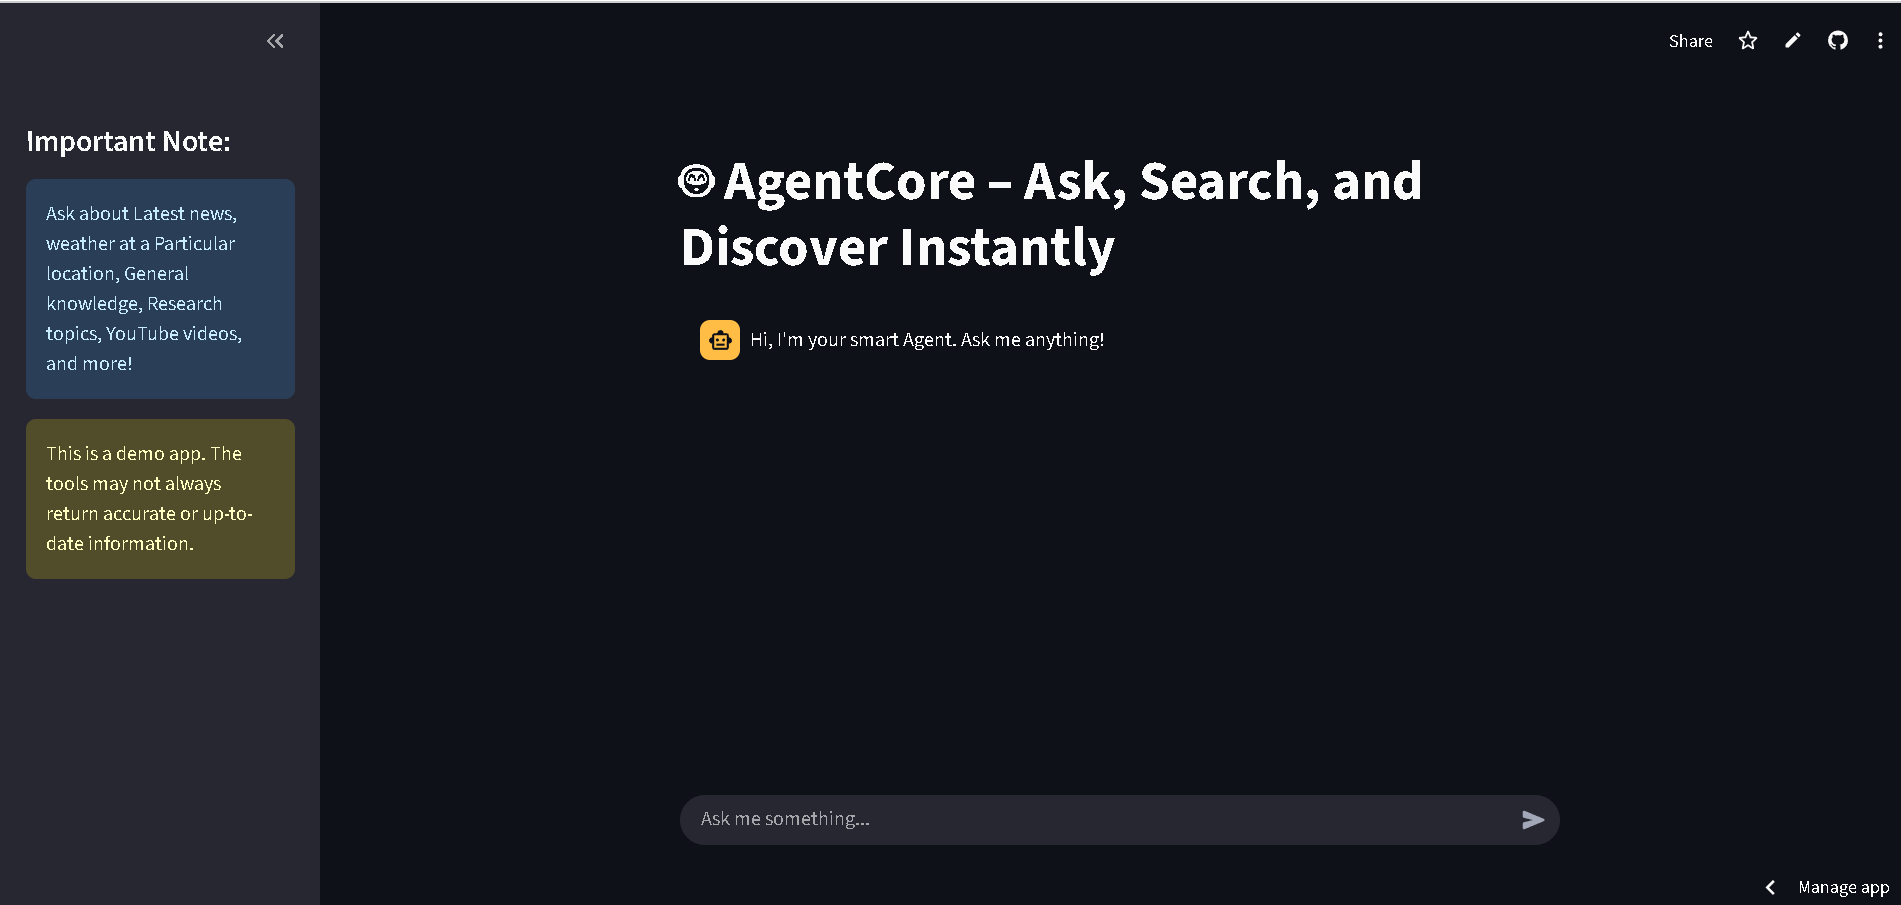 Share
Important Note:
Ask about Latest news,
weather at a Particular
location, General
knowledge, Research
topics, YouTube videos,
and more!
This is a demo app. The
tools may not always
return accurate or up-to-
date information.
AgentCore – Ask, Search, and
Discover Instantly
Hi, I'm your smart Agent. Ask me anything!
Ask me something...
Manage app